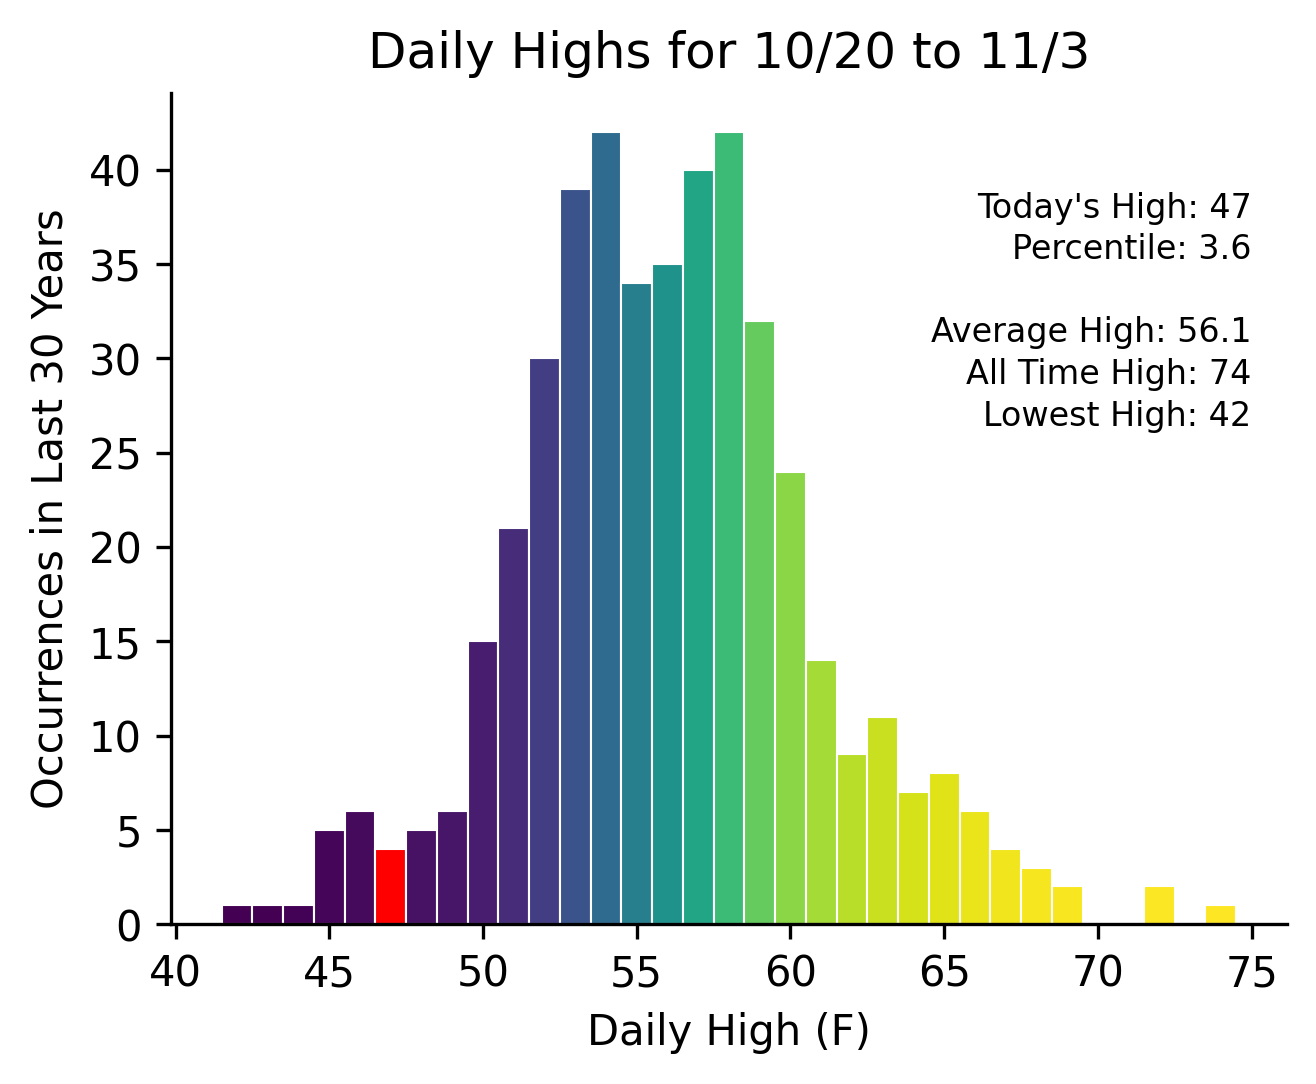 Daily Highs for 10/20 to 11/3
Occurrences in Last 30 Years
40
35
30
25
20
15
10
5
0
Today's High: 47
Percentile: 3.6
Average High: 56.1
All Time High: 74
Lowest High: 42
40 45 50 55 60 65 70 75
Daily High (F)